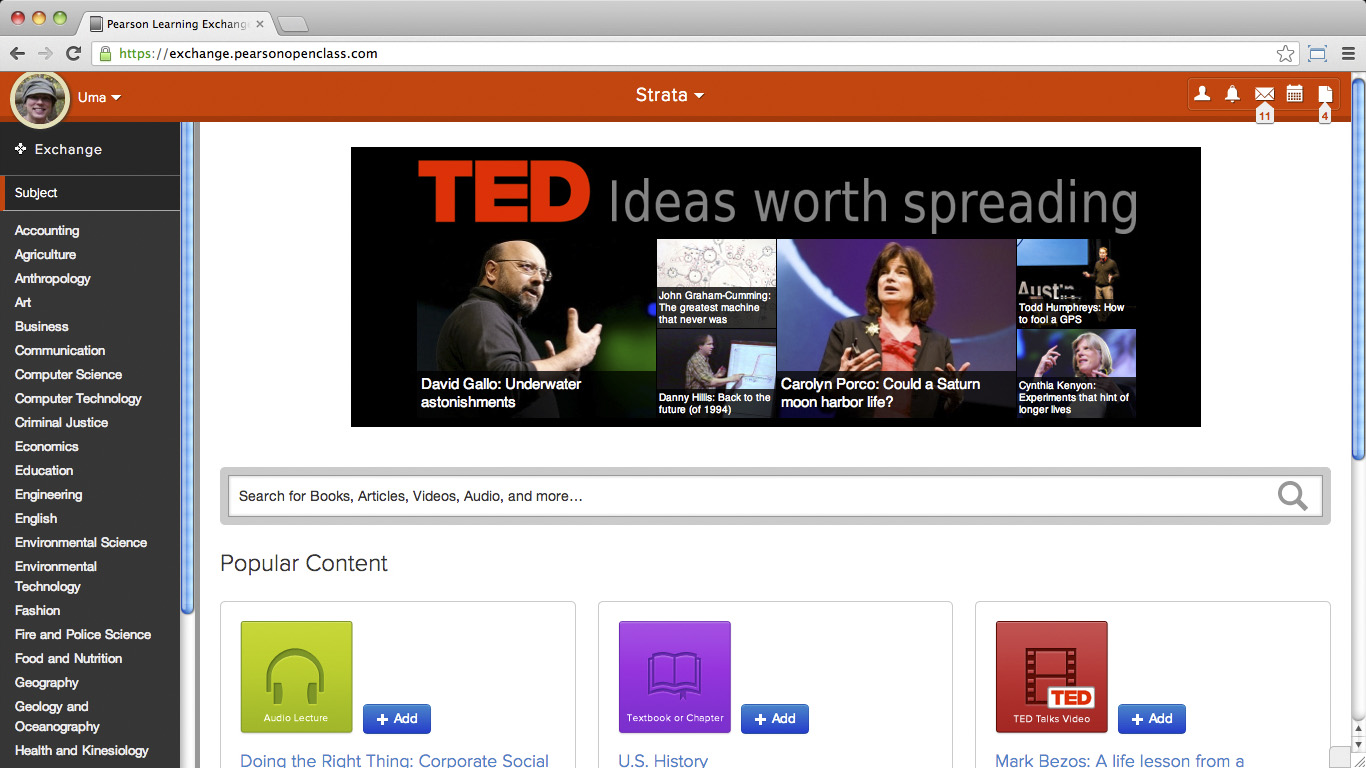 Pearson Learning Exchang
https://exchange.pearsonopenclass.com
Uma
Strata
11
4
Exchange
Subject
Accounting
Agriculture
Anthropology
Art
Business
Communication
Computer Science
Computer Technology
Criminal Justice
Economics
Education
Engineering
English
Environmental Science
Environmental
Technology
Fashion
Fire and Police Science
Food and Nutrition
Geography
Geology and
Oceanography
Health and Kinesiology
TED Ideas worth spreading
David Gallo: Underwater
astonishments
John Graham-Cumming:
The greatest machine
that never was
Danny Hillis: Back to the
future (of 1994)
Carolyn Porco: Could a Saturn
moon harbor life?
Austin
Todd Humphreys: How
to fool a GPS
Cynthia Kenyon:
Experiments that hint of
longer lives
Search for Books, Articles, Videos, Audio, and more...
Popular Content
Audio Lecture
+ Add
Doing the Right Thing: Corporate Social
Textbook or Chapter
+ Add
U.S. History
TED
TED Talks Video
+ Add
Mark Bezos: A life lesson from a